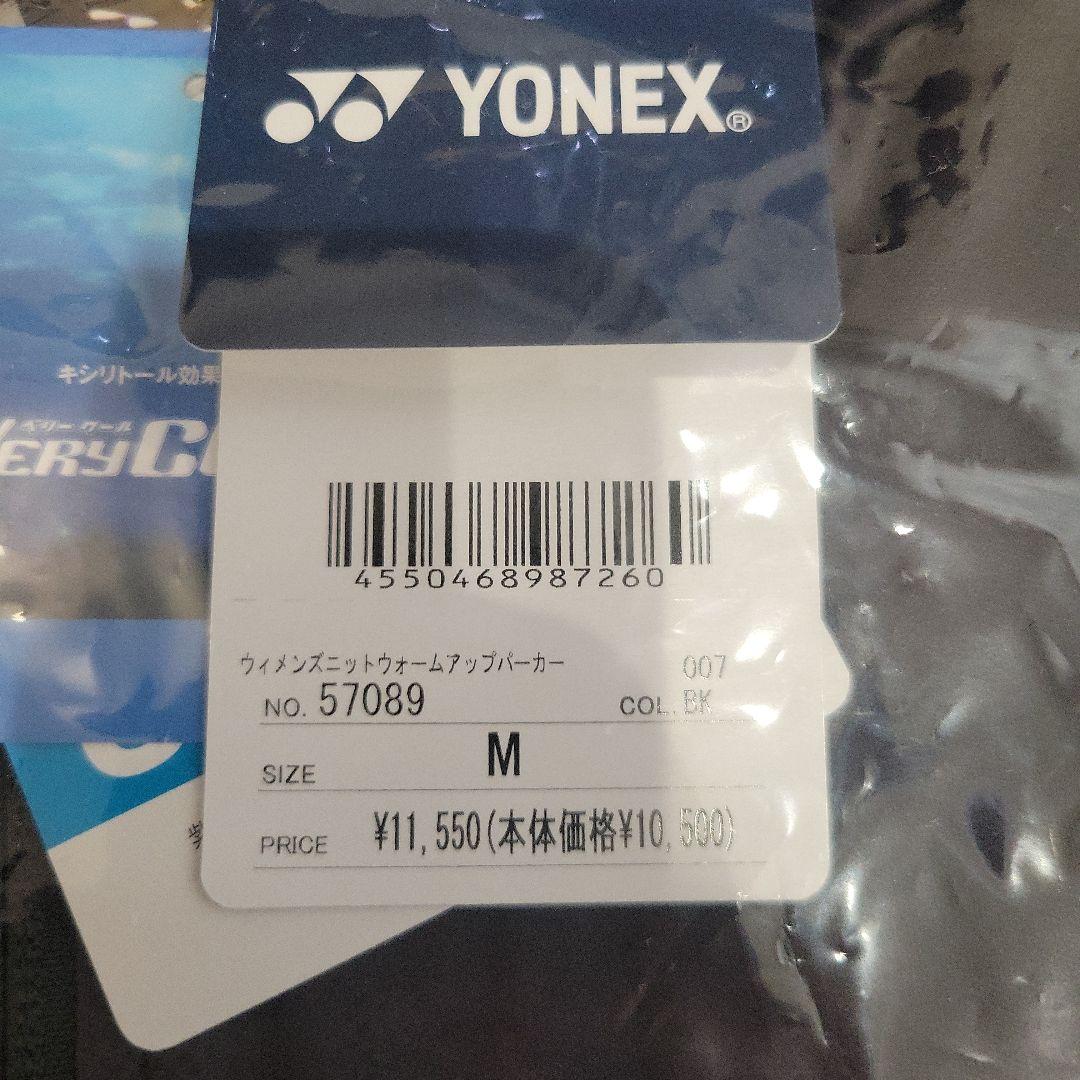 YONEX®
キシリトール効果
ベリークール
VERYC
4550468987260
ウィメンズニットウォームアップパーカー 007
NO. 57089 COL. BK
SIZE M
PRICE ¥11,550(本体価格¥10,500)